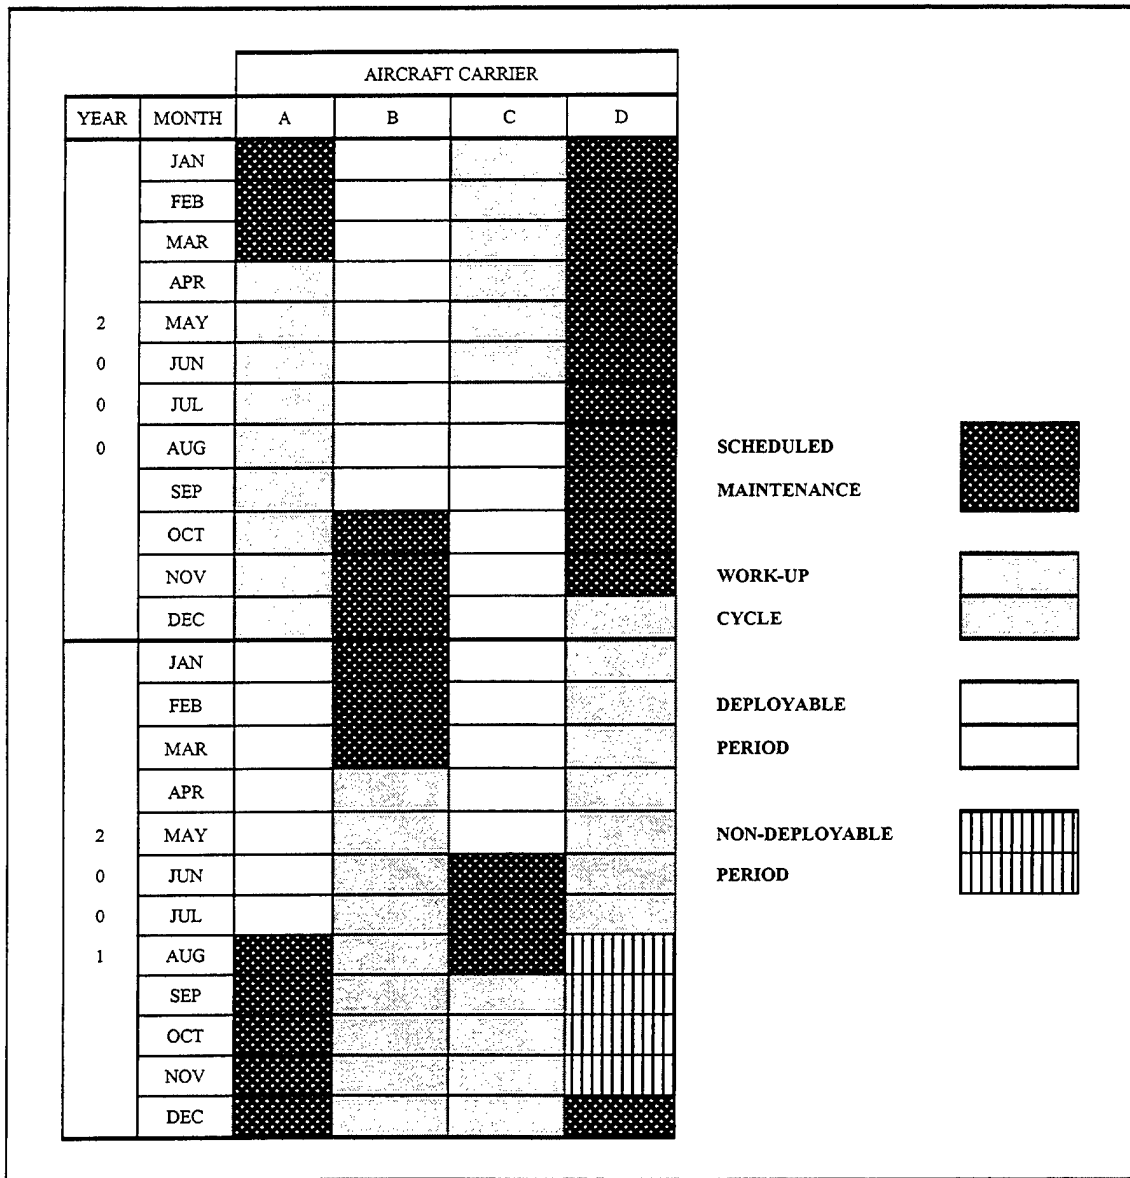 AIRCRAFT CARRIER
YEAR MONTH A B C D
JAN
FEB
MAR
APR
2 MAY
0 JUN
0 JUL
0 AUG SCHEDULED
SEP MAINTENANCE
OCT
NOV WORK-UP
DEC CYCLE
JAN
FEB DEPLOYABLE
MAR PERIOD
APR
2 MAY NON-DEPLOYABLE
0 JUN PERIOD
0 JUL
1 AUG
SEP
OCT
NOV
DEC